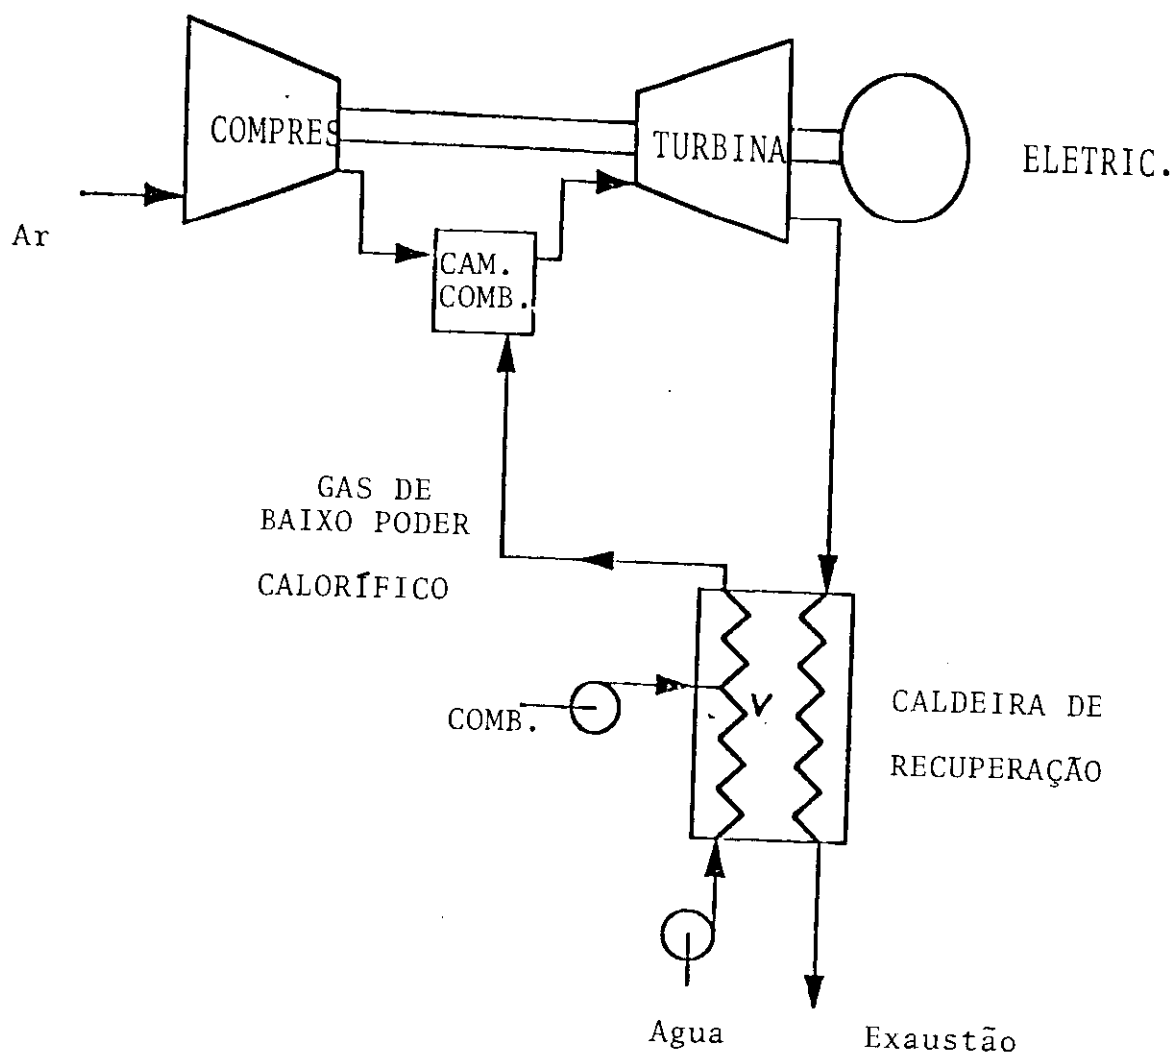 COMPRES
TURBINA
ELETRIC.
Ar
CAM.
COMB.
GAS DE
BAIXO PODER
CALORÍFICO
COMB.
V
CALDEIRA DE
RECUPERAÇÃO
Agua
Exaustão